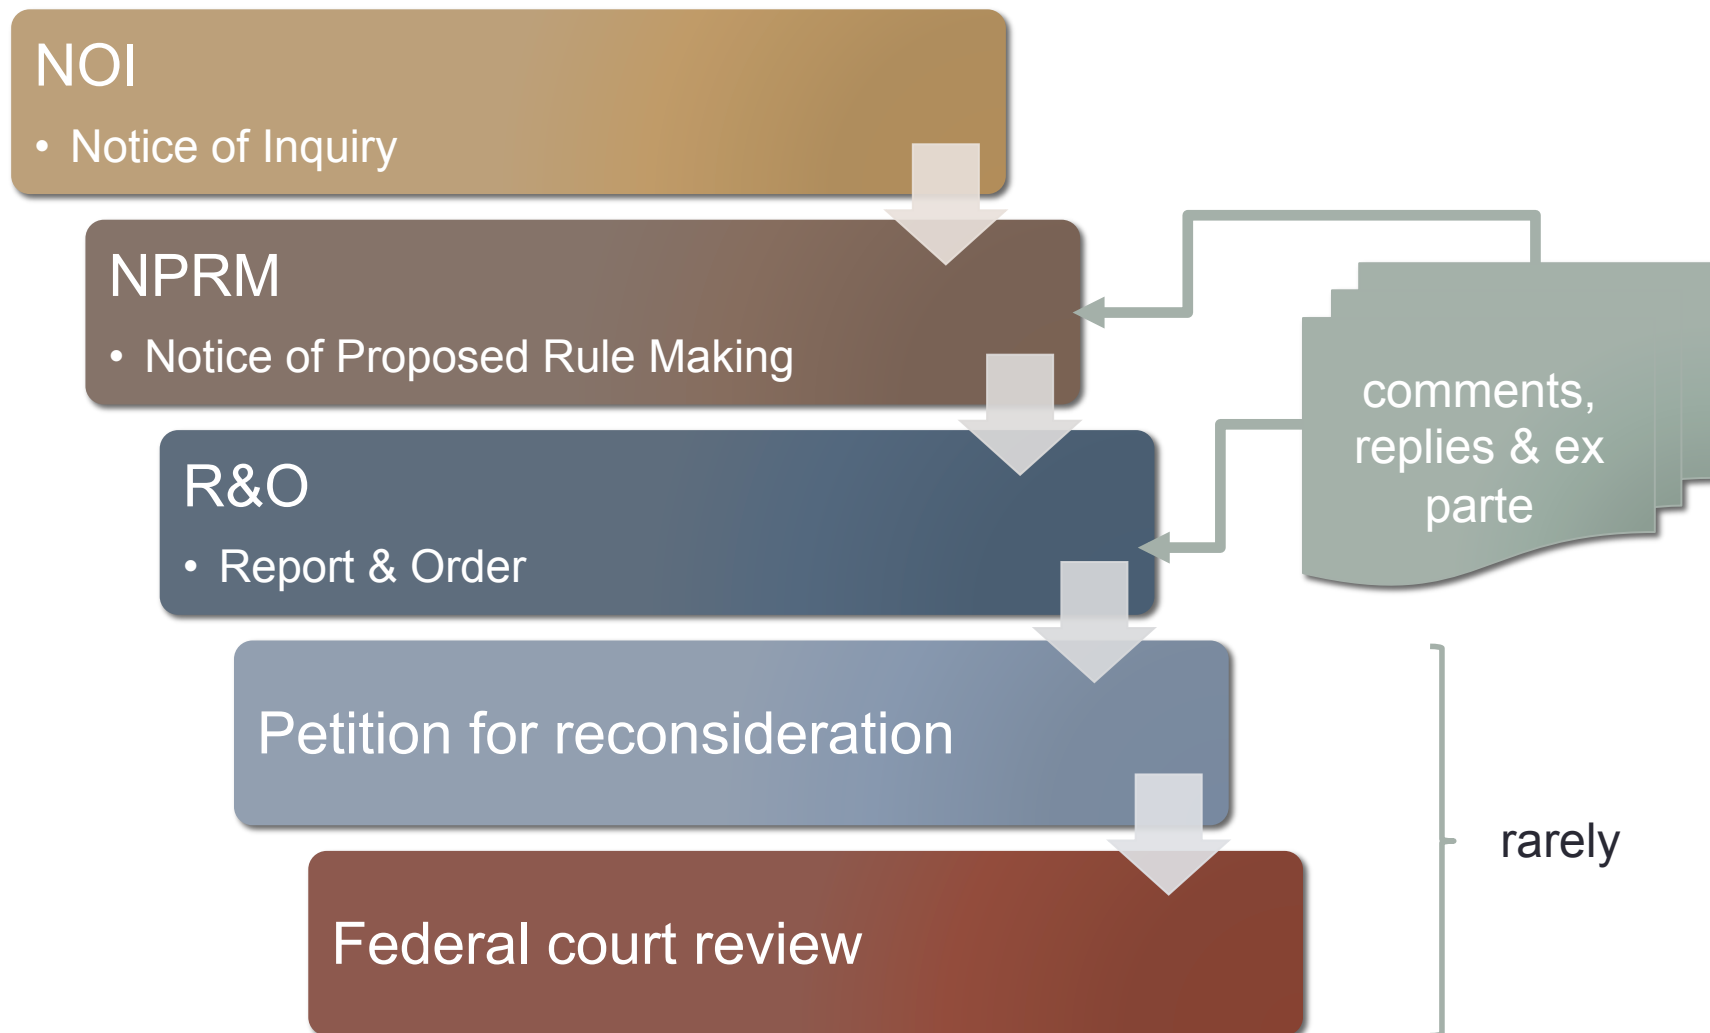 NOI
• Notice of Inquiry
NPRM
• Notice of Proposed Rule Making
R&O
• Report & Order
comments,
replies & ex
parte
Petition for reconsideration
Federal court review
rarely